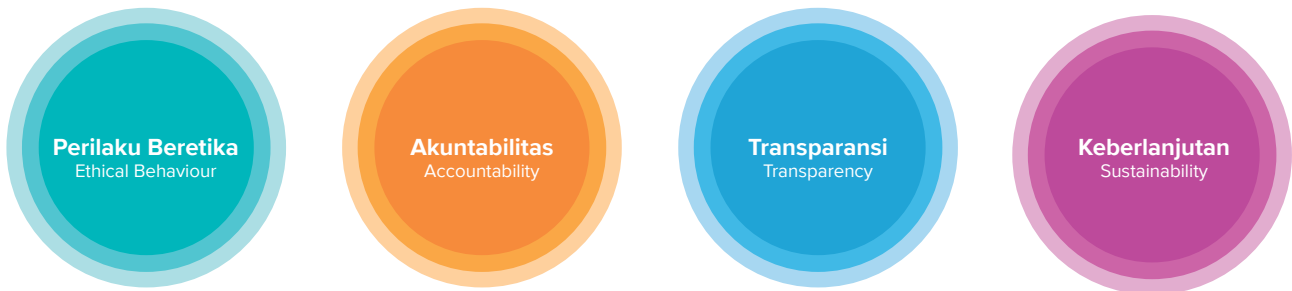 Perilaku Beretika
Ethical Behaviour
Akuntabilitas
Accountability
Transparansi
Transparency
Keberlanjutan
Sustainability